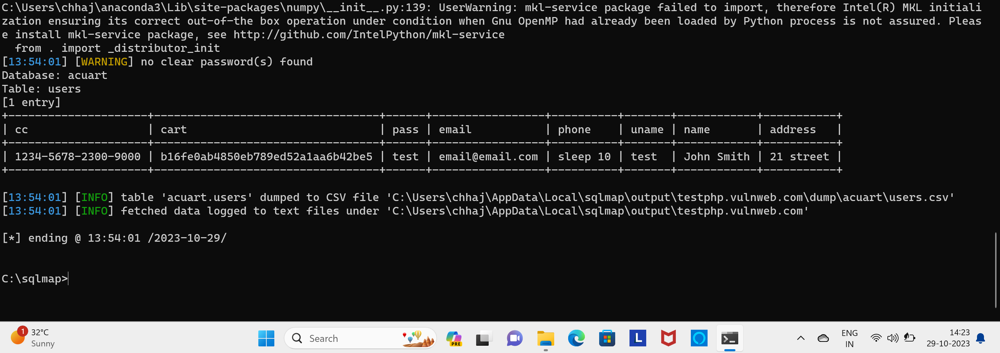 C:\Users\chhaj\anaconda3\Lib\site-packages\numpy\__init__.py:139: UserWarning: mkl-service package failed to import, therefore Intel(R) MKL initiali
zation ensuring its correct out-of-the box operation under condition when Gnu OpenMP had already been loaded by Python process is not assured. Pleas
e install mkl-service package, see http://github.com/IntelPython/mkl-service
  from . import _distributor_init
[13:54:01] [WARNING] no clear password(s) found
Database: acuart
Table: users
[1 entry]
+---------------------+----------------------------------+------+-----------------+----------+-------+------------+-----------+
| cc                  | cart                             | pass | email           | phone    | uname | name       | address   |
+---------------------+----------------------------------+------+-----------------+----------+-------+------------+-----------+
| 1234-5678-2300-9000 | b16fe0ab4850eb789ed52a1aa6b42be5 | test | email@email.com | sleep 10 | test  | John Smith | 21 street |
+---------------------+----------------------------------+------+-----------------+----------+-------+------------+-----------+
[13:54:01] [INFO] table 'acuart.users' dumped to CSV file 'C:\Users\chhaj\AppData\Local\sqlmap\output\testphp.vulnweb.com\dump\acuart\users.csv'
[13:54:01] [INFO] fetched data logged to text files under 'C:\Users\chhaj\AppData\Local\sqlmap\output\testphp.vulnweb.com'
[*] ending @ 13:54:01 /2023-10-29/
C:\sqlmap>
1
32°C
Sunny
Search
PRE
L
ENG
IN
14:23
29-10-2023